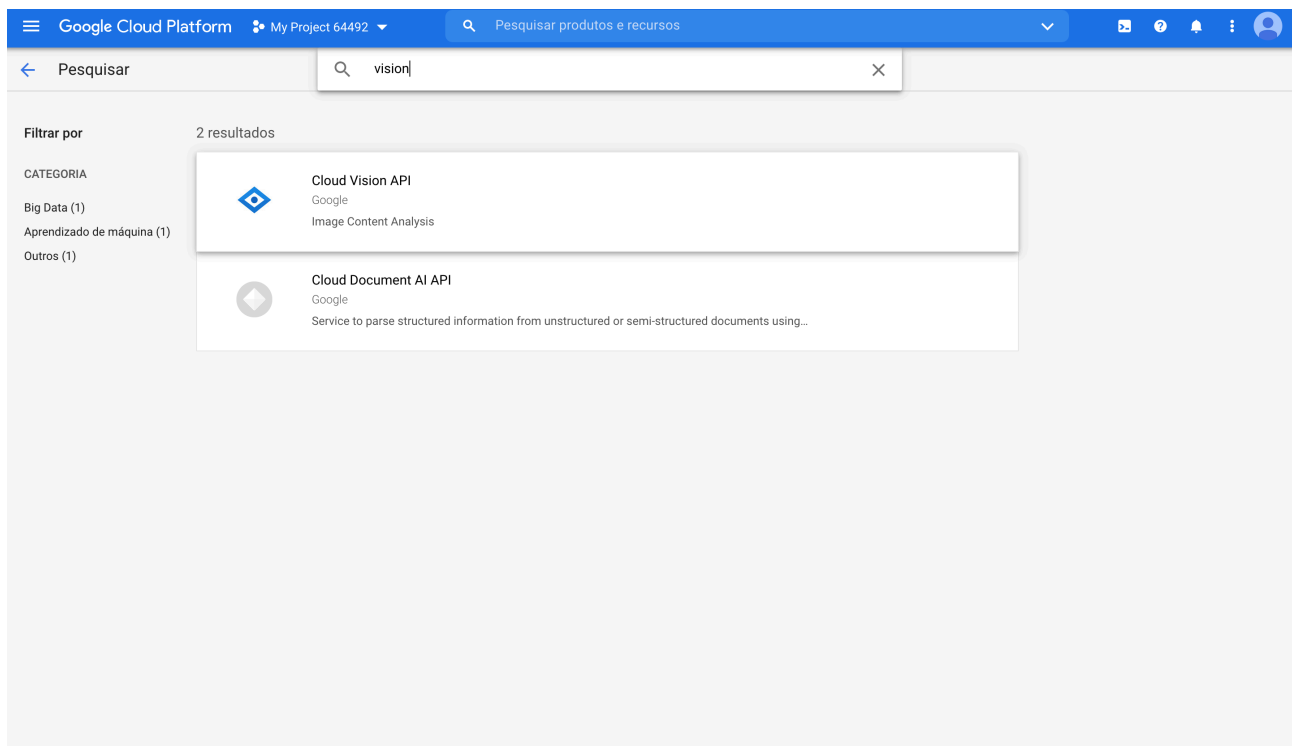 Google Cloud Platform My Project 64492 Pesquisar produtos e recursos
Pesquisar vision
Filtrar por
CATEGORIA
Big Data (1)
Aprendizado de máquina (1)
Outros (1)
2 resultados
Cloud Vision API
Google
Image Content Analysis
Cloud Document AI API
Google
Service to parse structured information from unstructured or semi-structured documents using…